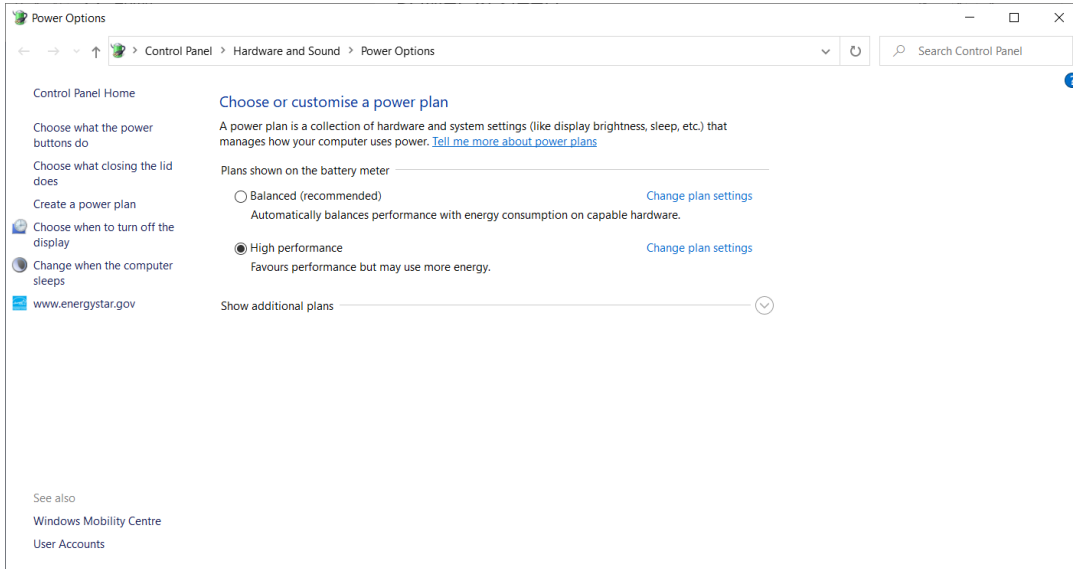 Power Options
Control Panel > Hardware and Sound > Power Options
Search Control Panel
Control Panel Home
Choose what the power
buttons do
Choose what closing the lid
does
Create a power plan
Choose when to turn off the
display
Change when the computer
sleeps
www.energystar.gov
Choose or customise a power plan
A power plan is a collection of hardware and system settings (like display brightness, sleep, etc.) that
manages how your computer uses power. Tell me more about power plans
Plans shown on the battery meter
Balanced (recommended) Change plan settings
Automatically balances performance with energy consumption on capable hardware.
High performance Change plan settings
Favours performance but may use more energy.
Show additional plans
See also
Windows Mobility Centre
User Accounts